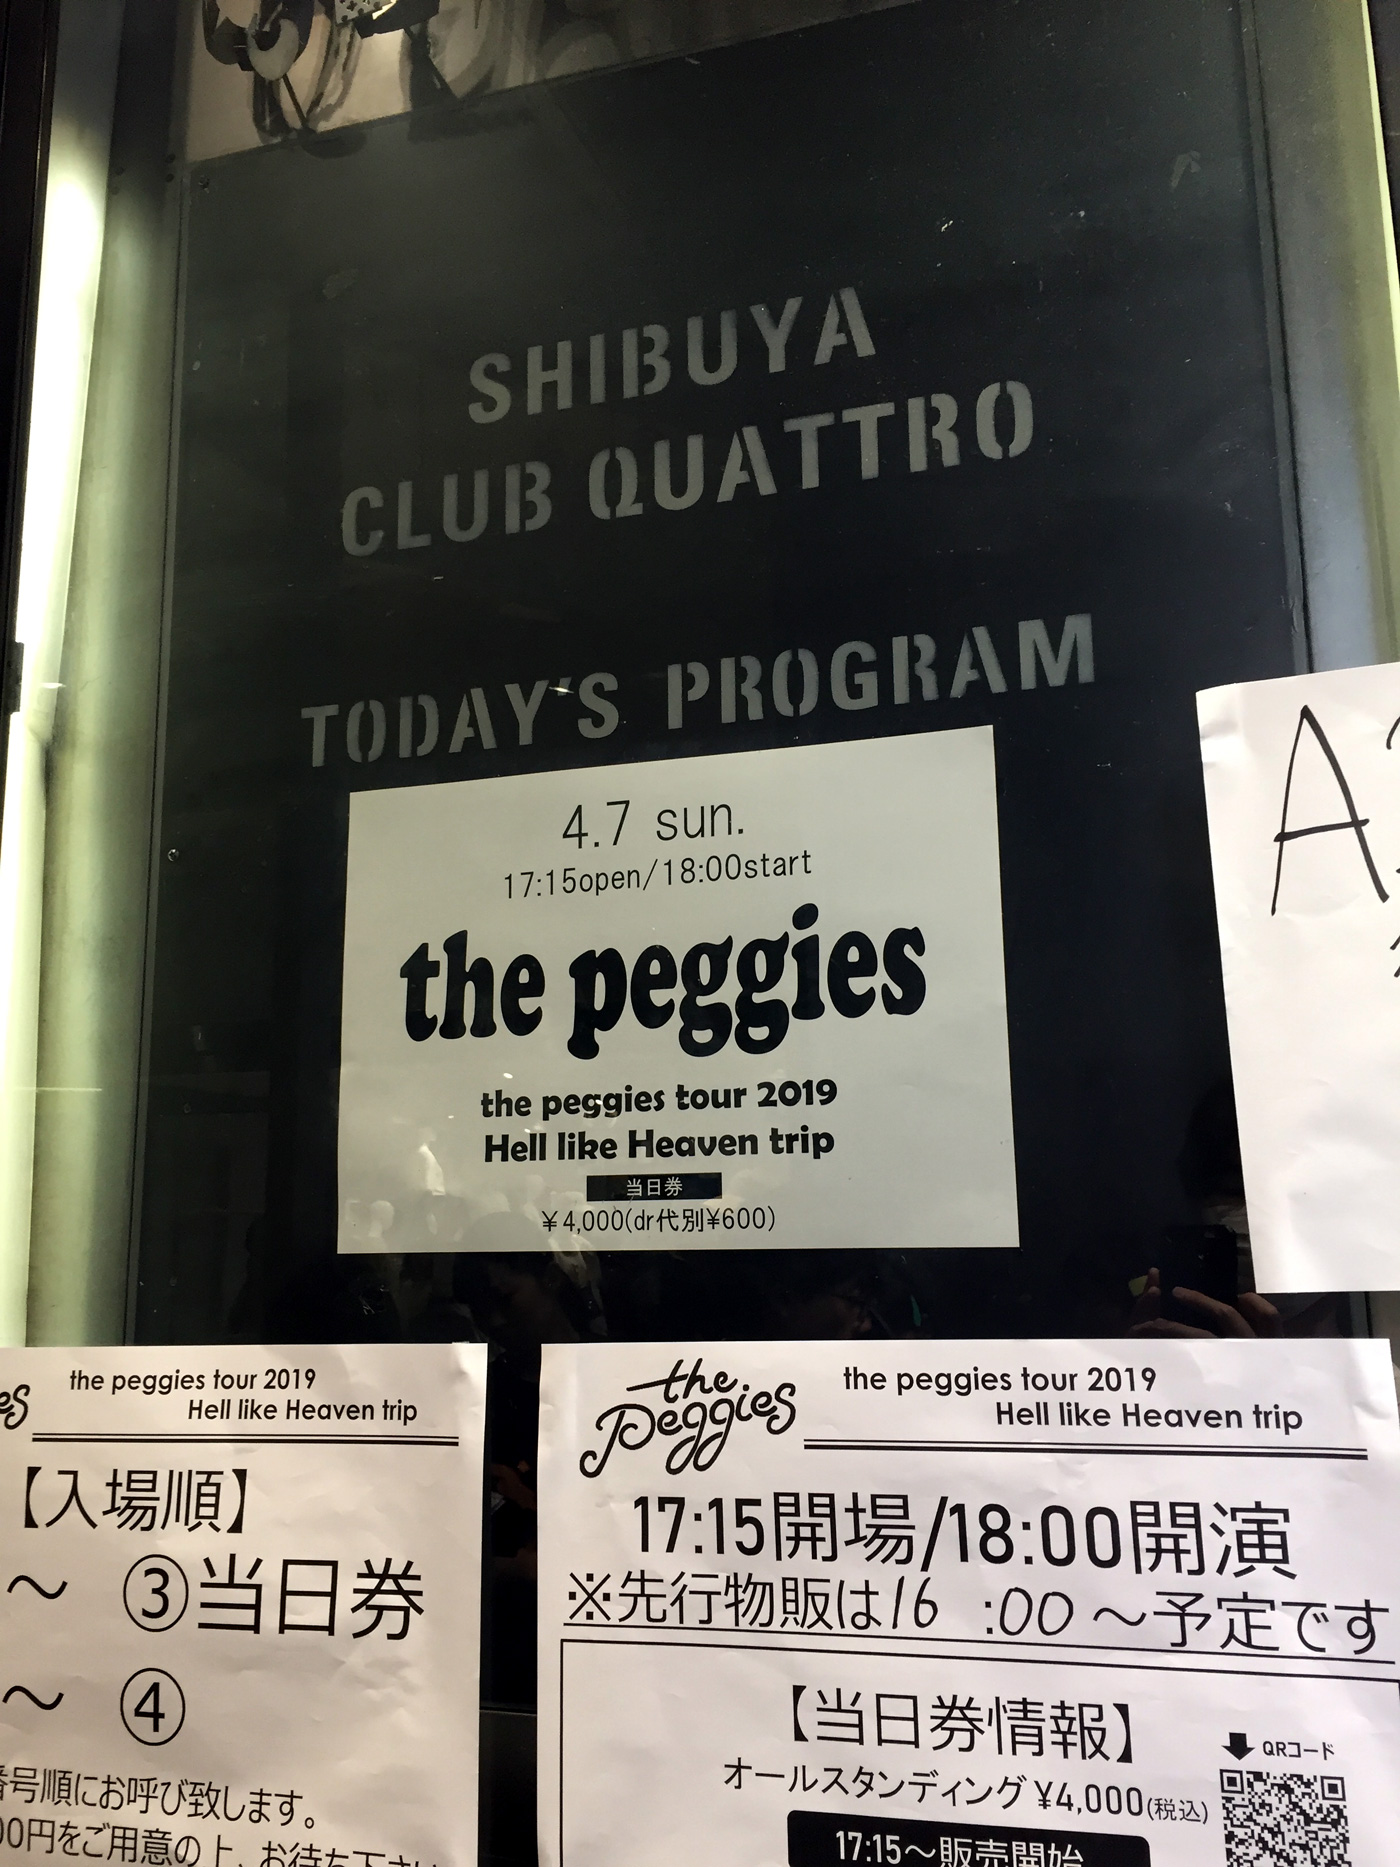 SHIBUYA
CLUB QUATTRO
TODAY'S PROGRAM
4.7 sun.
17:15open/18:00start
the peggies
the peggies tour 2019
Hell like Heaven trip
当日券
￥4,000(dr代別¥600)
A
the peggies tour 2019
Hell like Heaven trip
【入場順】
～ ③当日券
～ ④
番号順にお呼び致します。
00円をご用意の上、お待ち下さい
the peggies
the peggies tour 2019
Hell like Heaven trip
17:15開場/18:00開演
※先行物販は16:00～予定です
【当日券情報】
QRコード
オールスタンディング ¥4,000(税込)
17:15～販売開始